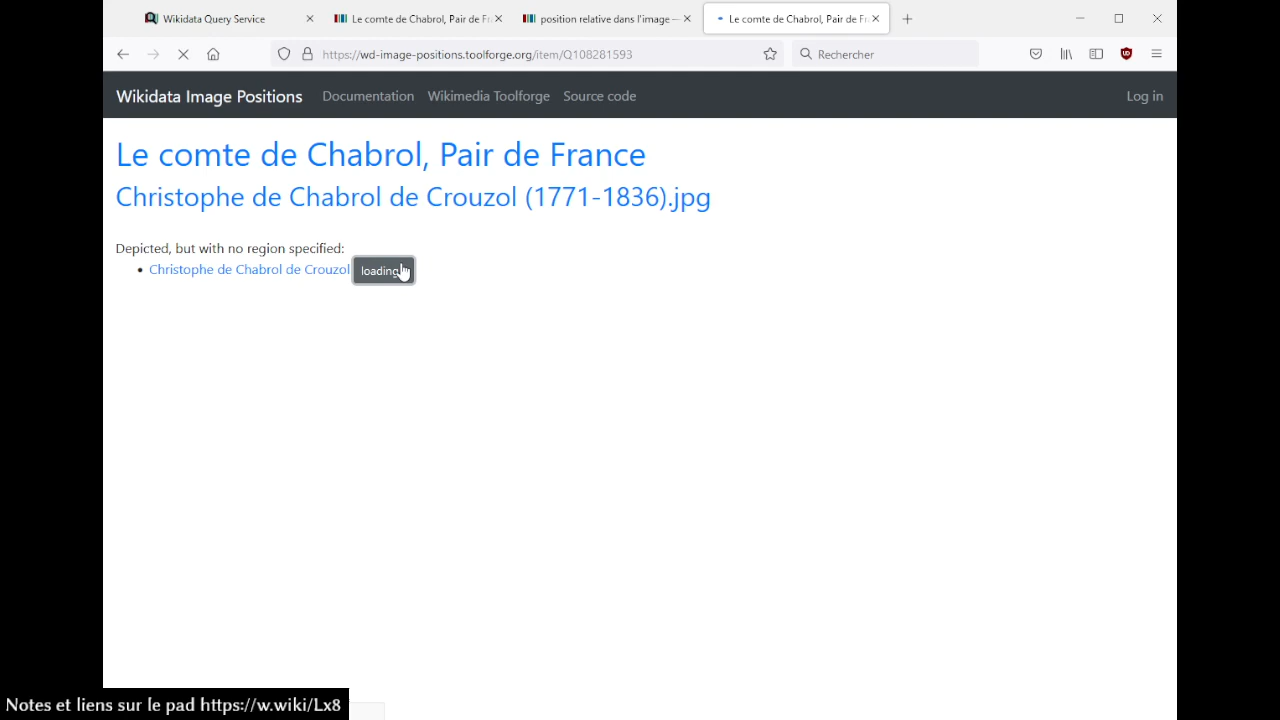 Wikidata Query Service
Le comte de Chabrol, Pair de Fr
position relative dans l'image —
Le comte de Chabrol, Pair de Fr
https://wd-image-positions.toolforge.org/item/Q108281593
Rechercher
Wikidata Image Positions Documentation Wikimedia Toolforge Source code Log in
Le comte de Chabrol, Pair de France
Christophe de Chabrol de Crouzol (1771-1836).jpg
Depicted, but with no region specified:
Christophe de Chabrol de Crouzol loading
Notes et liens sur le pad https://w.wiki/Lx8